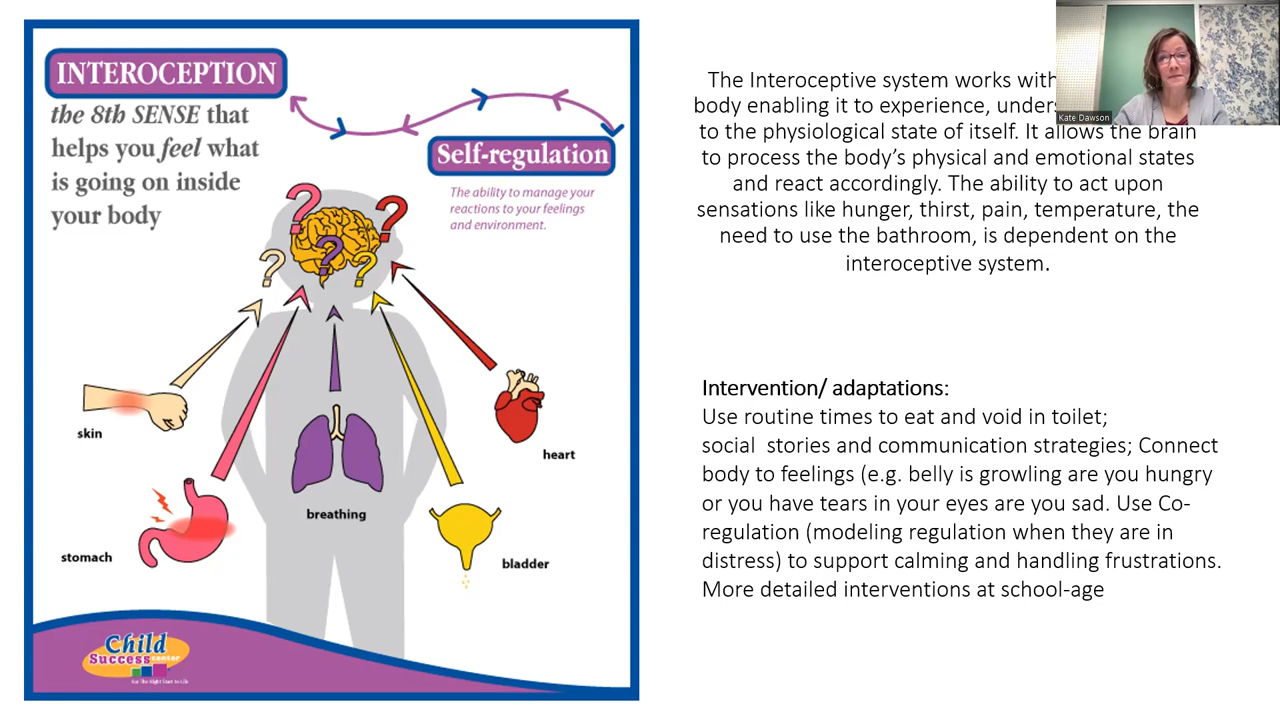 INTEROCEPTION
the 8th SENSE that
helps you feel what
is going on inside
your body
Self-regulation
The ability to manage your
reactions to your feelings
and environment.
?
?
?
?
?
skin
heart
breathing
stomach
bladder
Child
Success center
For The Right Start In Life
The Interoceptive system works with
body enabling it to experience,
to the physiological state of itself. It allows the brain
to process the body's physical and emotional states
and react accordingly. The ability to act upon
sensations like hunger, thirst, pain, temperature, the
need to use the bathroom, is dependent on the
interoceptive system.
Kate Dawson
Intervention/ adaptations:
Use routine times to eat and void in toilet;
social stories and communication strategies; Connect
body to feelings (e.g. belly is growling are you hungry
or you have tears in your eyes are you sad. Use Co-
regulation (modeling regulation when they are in
distress) to support calming and handling frustrations.
More detailed interventions at school-age